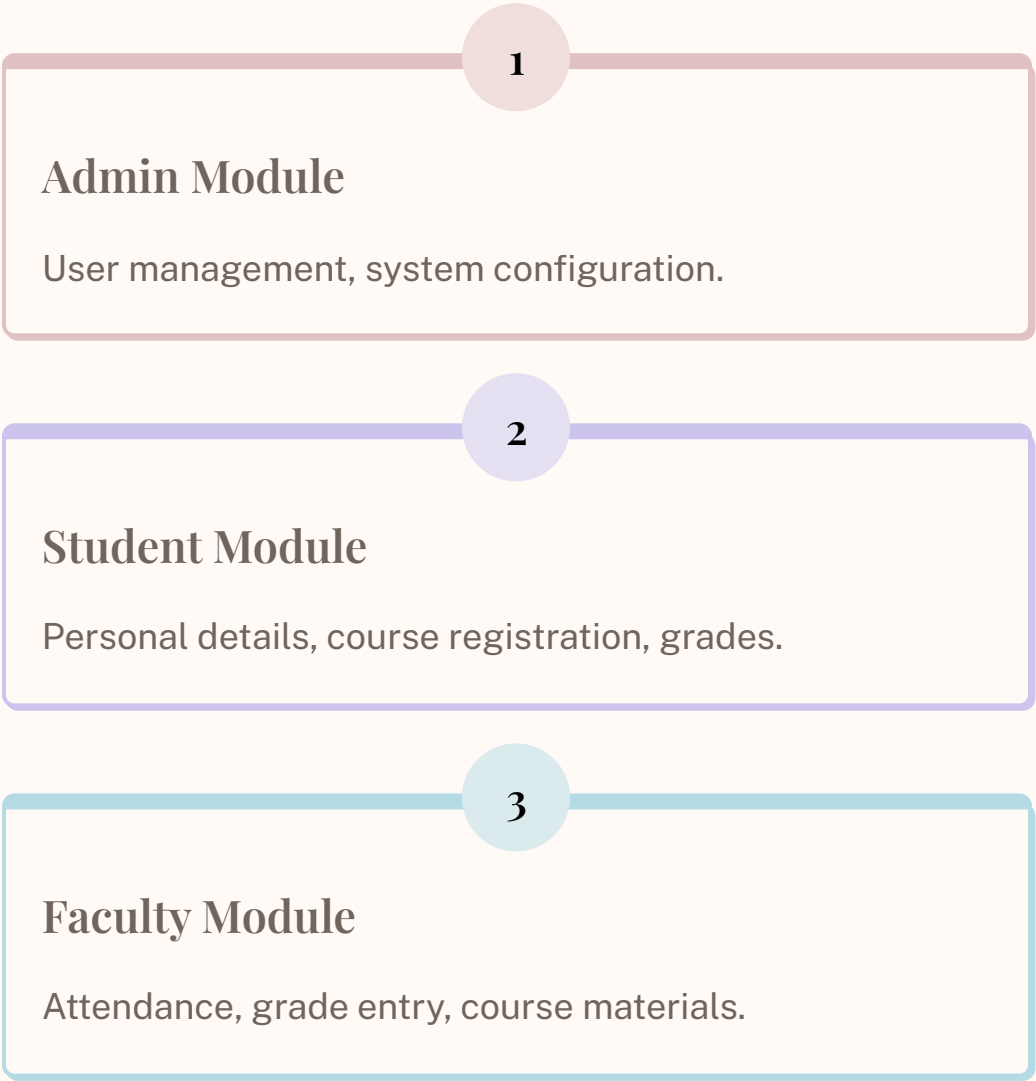 1
Admin Module
User management, system configuration.
2
Student Module
Personal details, course registration, grades.
3
Faculty Module
Attendance, grade entry, course materials.